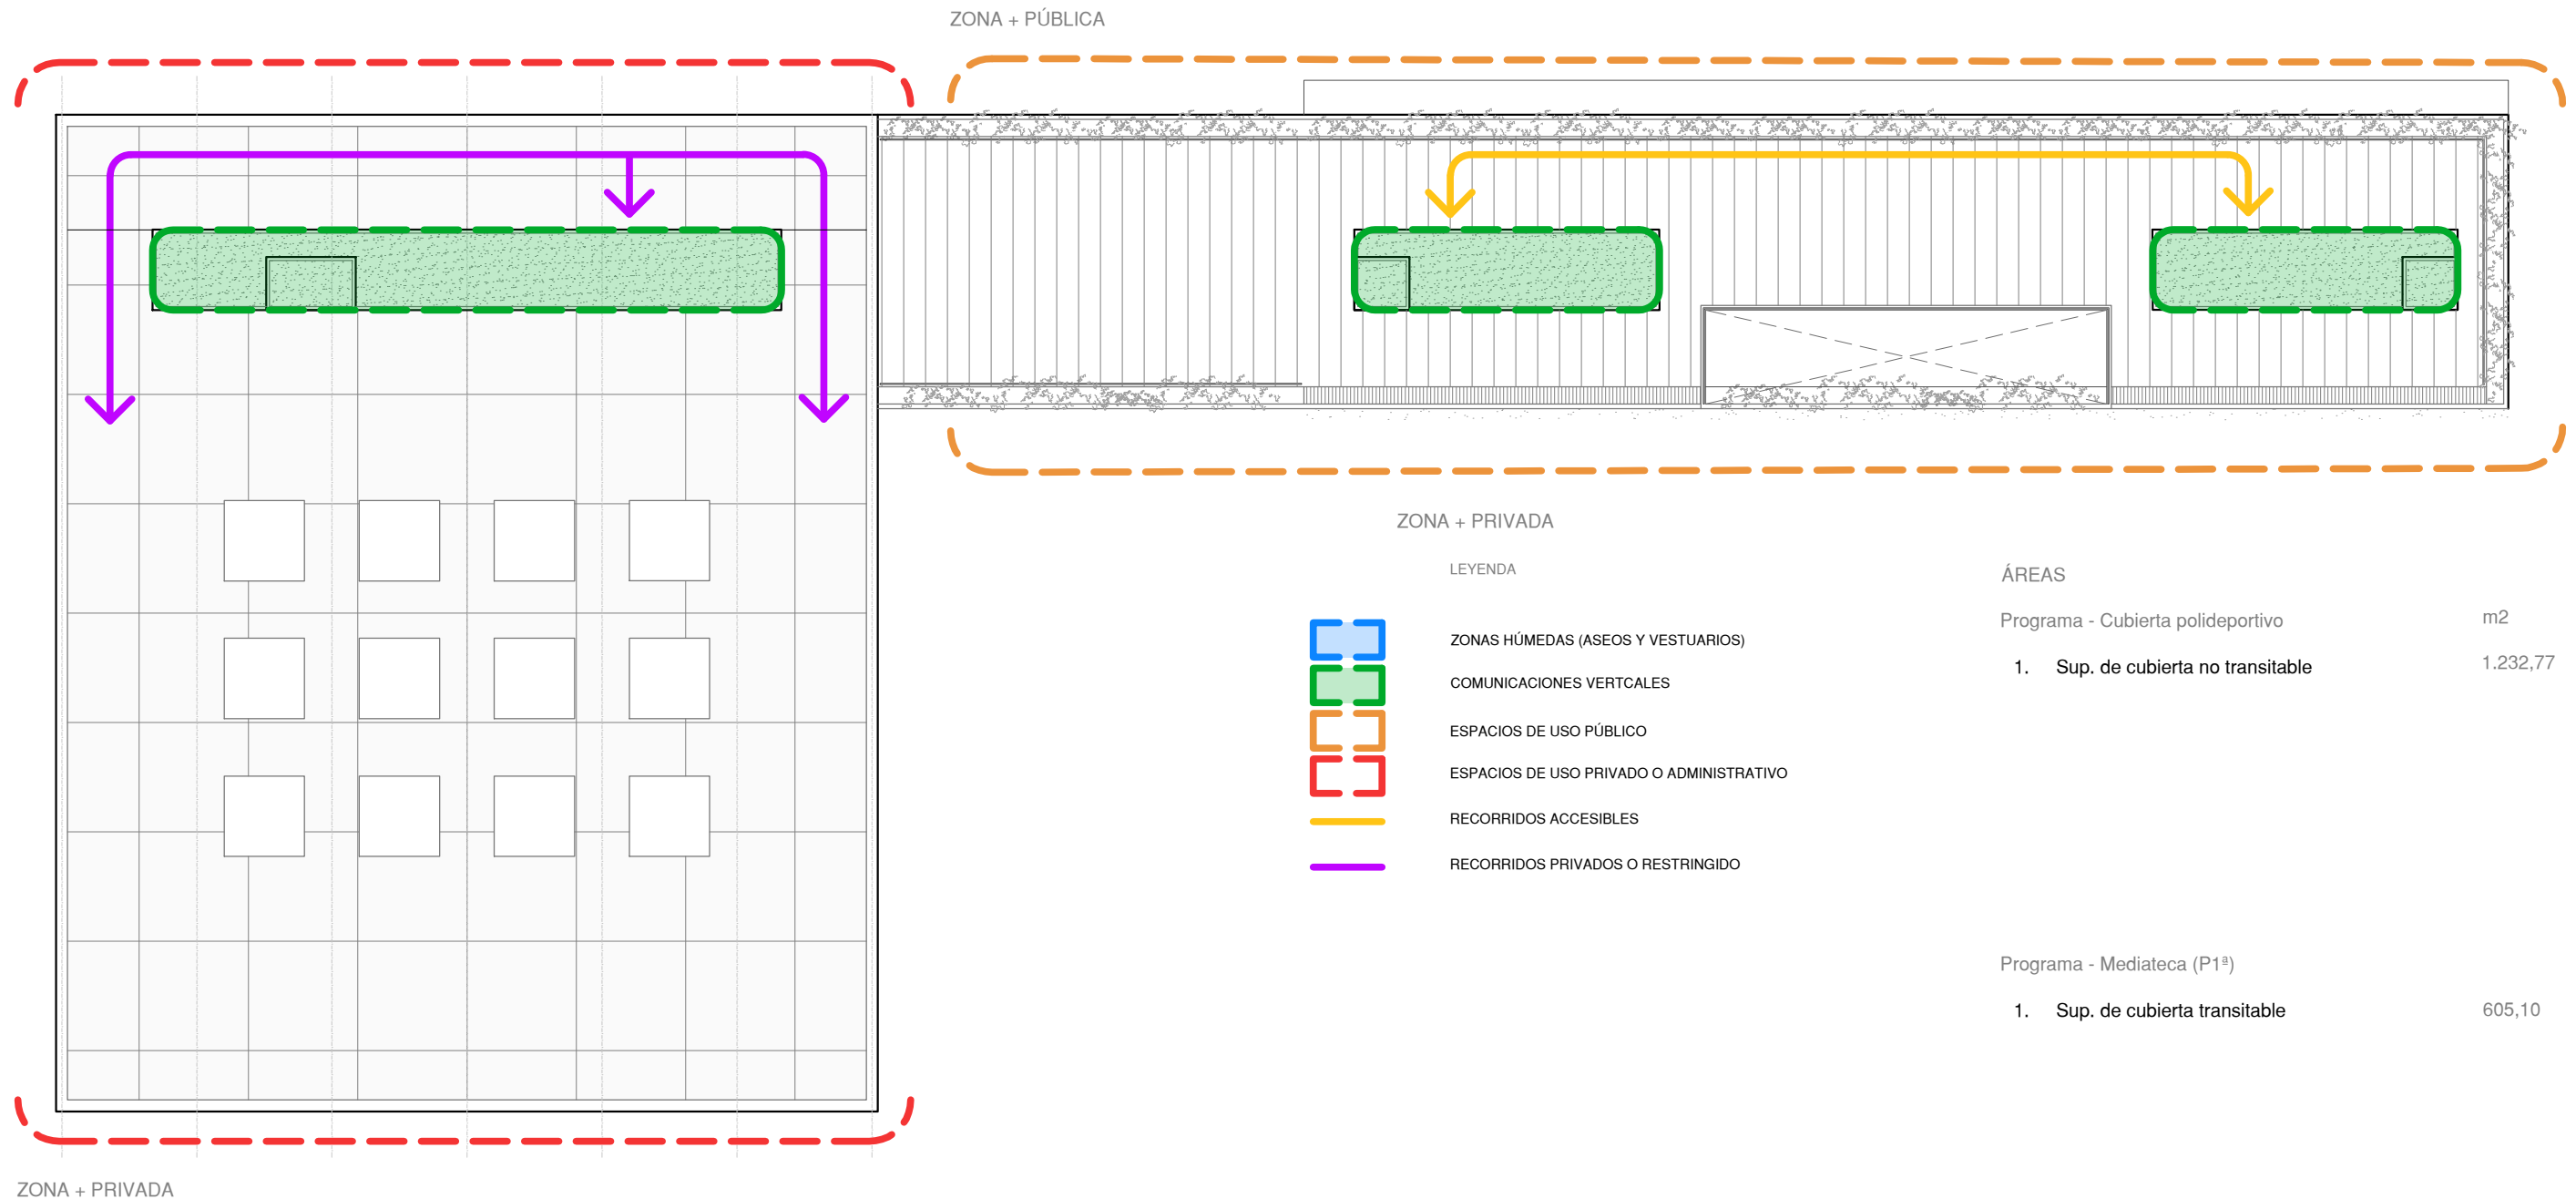 ZONA + PÚBLICA
ZONA + PRIVADA
LEYENDA
ZONAS HÚMEDAS (ASEOS Y VESTUARIOS)
COMUNICACIONES VERTCALES
ESPACIOS DE USO PÚBLICO
ESPACIOS DE USO PRIVADO O ADMINISTRATIVO
RECORRIDOS ACCESIBLES
RECORRIDOS PRIVADOS O RESTRINGIDO
ÁREAS
Programa - Cubierta polideportivo m2
1. Sup. de cubierta no transitable 1.232,77
Programa - Mediateca (P1ª)
1. Sup. de cubierta transitable 605,10
ZONA + PRIVADA